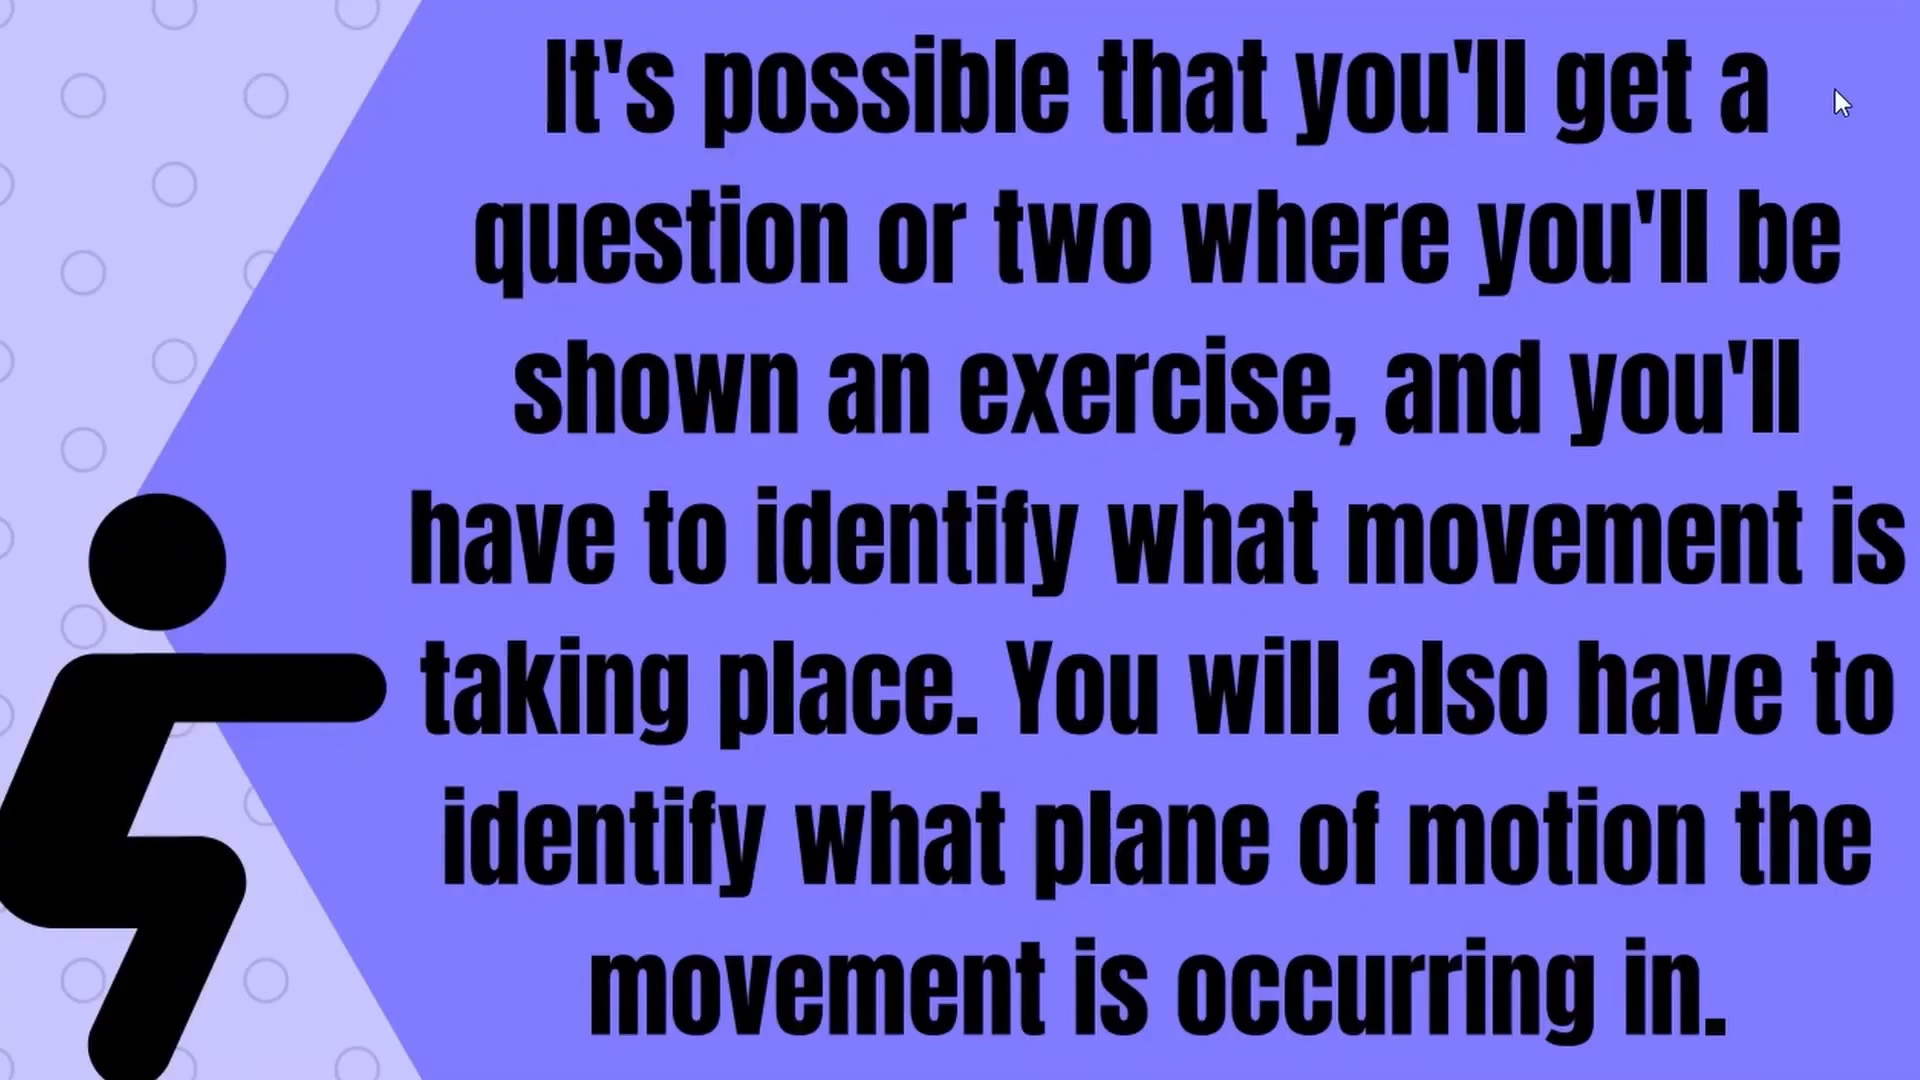 It's possible that you'll get a
question or two where you'll be
shown an exercise, and you'll
have to identify what movement is
taking place. You will also have to
identify what plane of motion the
movement is occurring in.